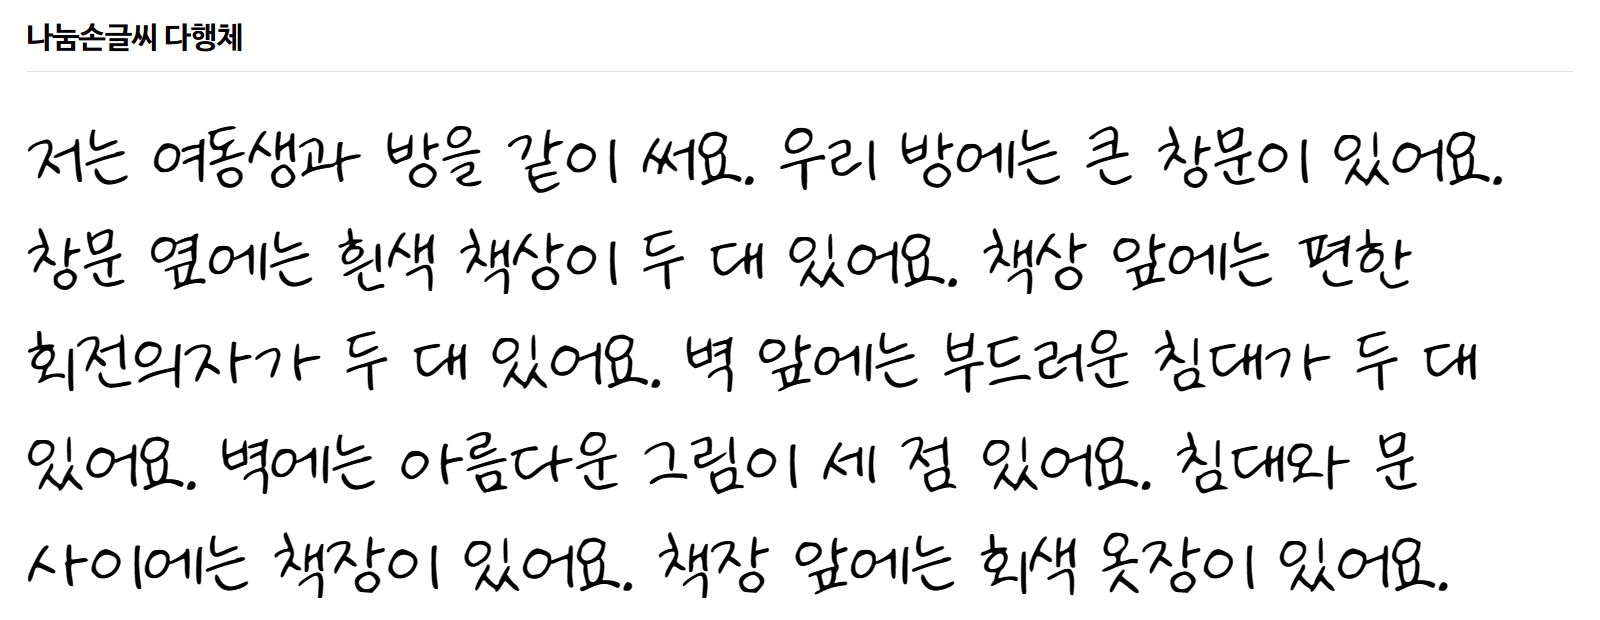 나눔손글씨 다행체
저는 여동생과 방을 같이 써요. 우리 방에는 큰 창문이 있어요.
창문 옆에는 흰색 책상이 두 대 있어요. 책상 앞에는 편한
회전의자가 두 대 있어요. 벽 앞에는 부드러운 침대가 두 대
있어요. 벽에는 아름다운 그림이 세 점 있어요. 침대와 문
사이에는 책장이 있어요. 책장 앞에는 회색 옷장이 있어요.